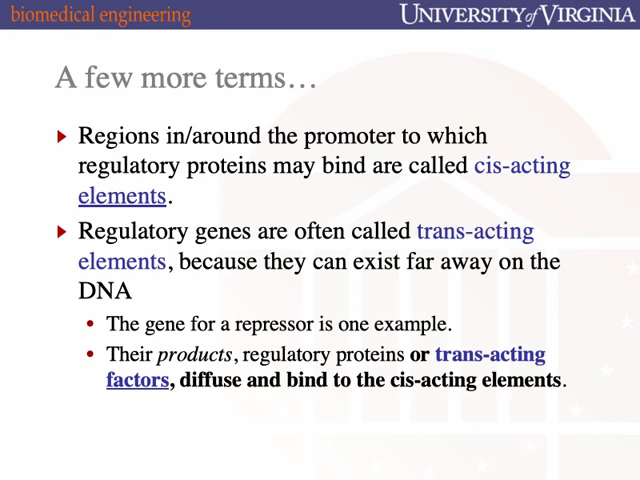 biomedical engineering
UNIVERSITY of VIRGINIA
A few more terms…
Regions in/around the promoter to which
regulatory proteins may bind are called cis-acting
elements.
Regulatory genes are often called trans-acting
elements, because they can exist far away on the
DNA
• The gene for a repressor is one example.
• Their products, regulatory proteins or trans-acting
factors, diffuse and bind to the cis-acting elements.